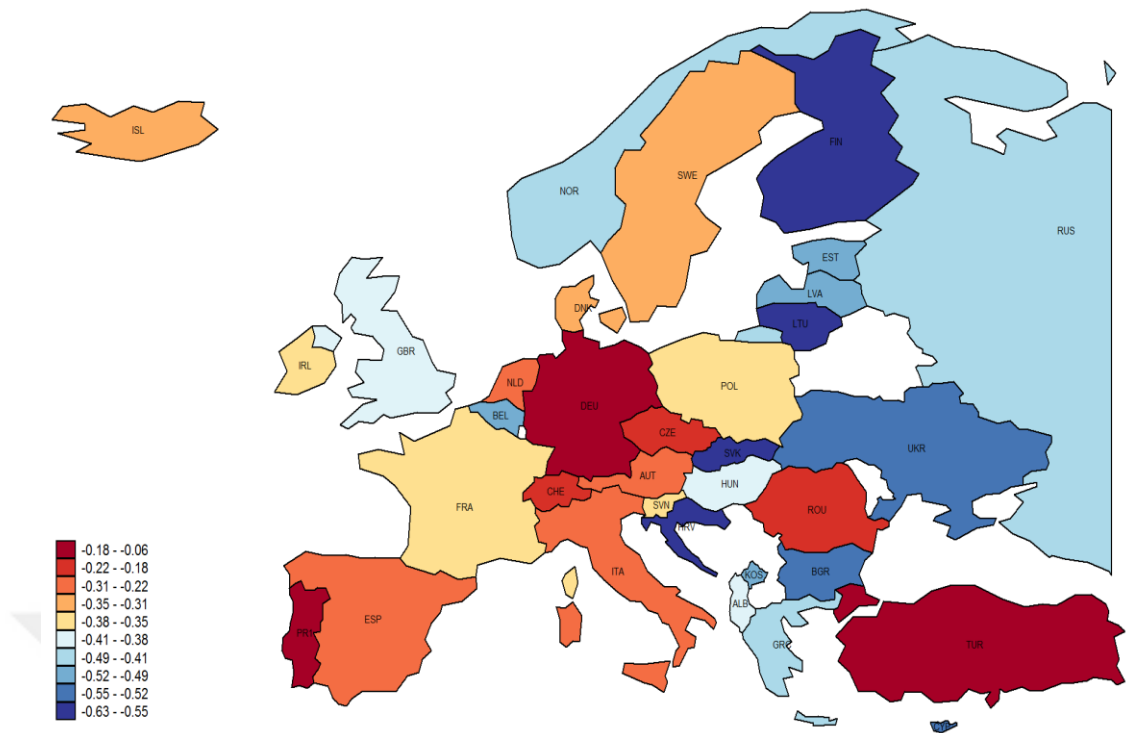 ISL
FIN
SWE
NOR
RUS
EST
LVA
DNK
LTU
GBR
IRL
NLD
POL
DEU
BEL
CZE
UKR
SVK
AUT
HUN
CHE
FRA
SVN
ROU
HRV
ITA
BGR
KOS
ALB
ESP
PRT
GRC
TUR
CYP
-0.18 - -0.06
-0.22 - -0.18
-0.31 - -0.22
-0.35 - -0.31
-0.38 - -0.35
-0.41 - -0.38
-0.49 - -0.41
-0.52 - -0.49
-0.55 - -0.52
-0.63 - -0.55